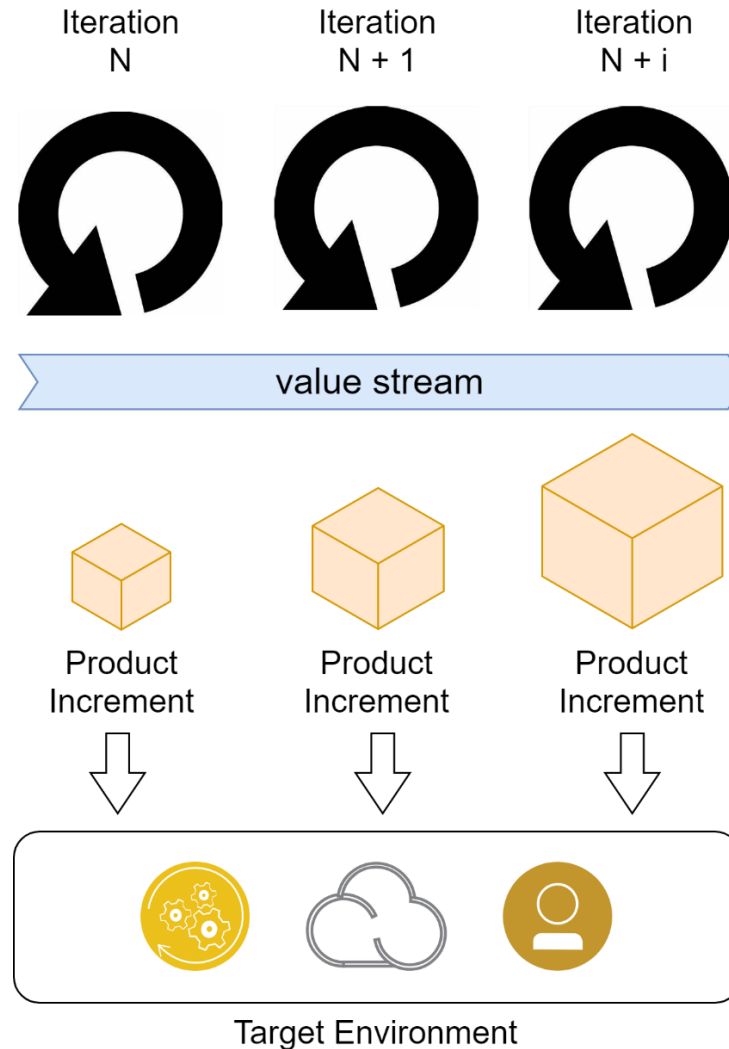 Iteration
N
Iteration
N + 1
Iteration
N + i
value stream
Product
Increment
Product
Increment
Product
Increment
Target Environment